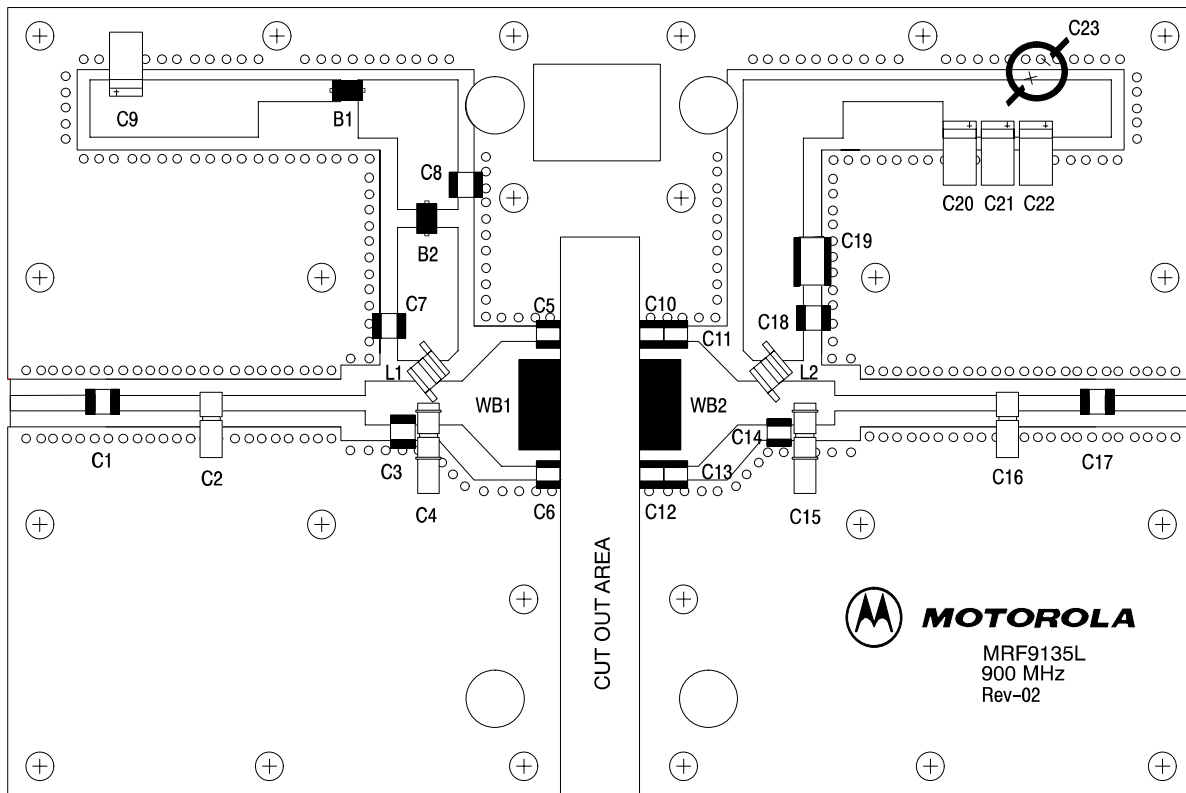 C23
C9
B1
C8
C20 C21 C22
B2
C19
C7
C5 C10
C18
C11
L1
L2
WB1 WB2
C1
C2
C3
C4
C14
C13
C6 C12
C15
C16
C17
CUT OUT AREA
MOTOROLA
MRF9135L
900 MHz
Rev-02